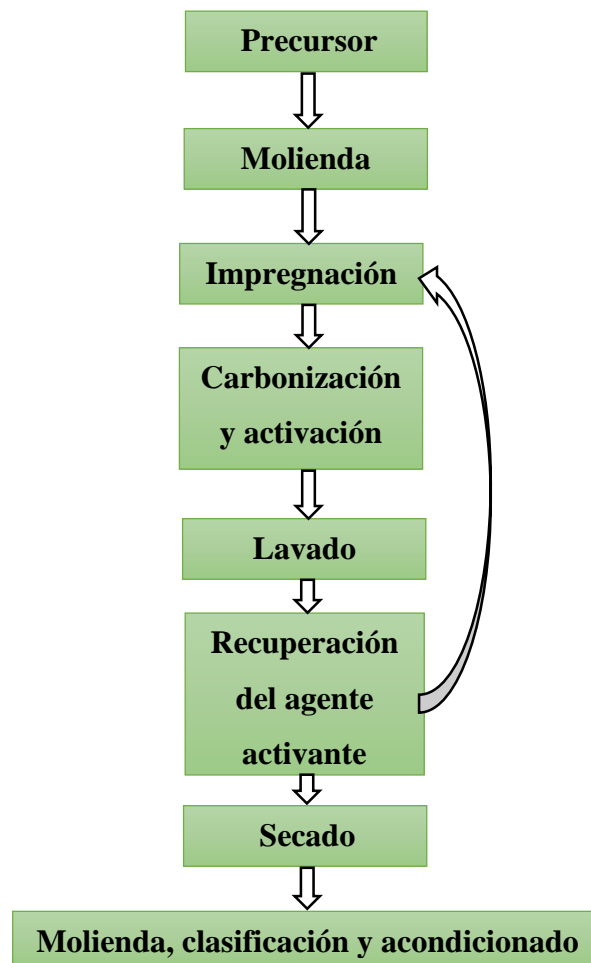 Precursor
Molienda
Impregnación
Carbonización
y activación
Lavado
Recuperación
del agente
activante
Secado
Molienda, clasificación y acondicionado